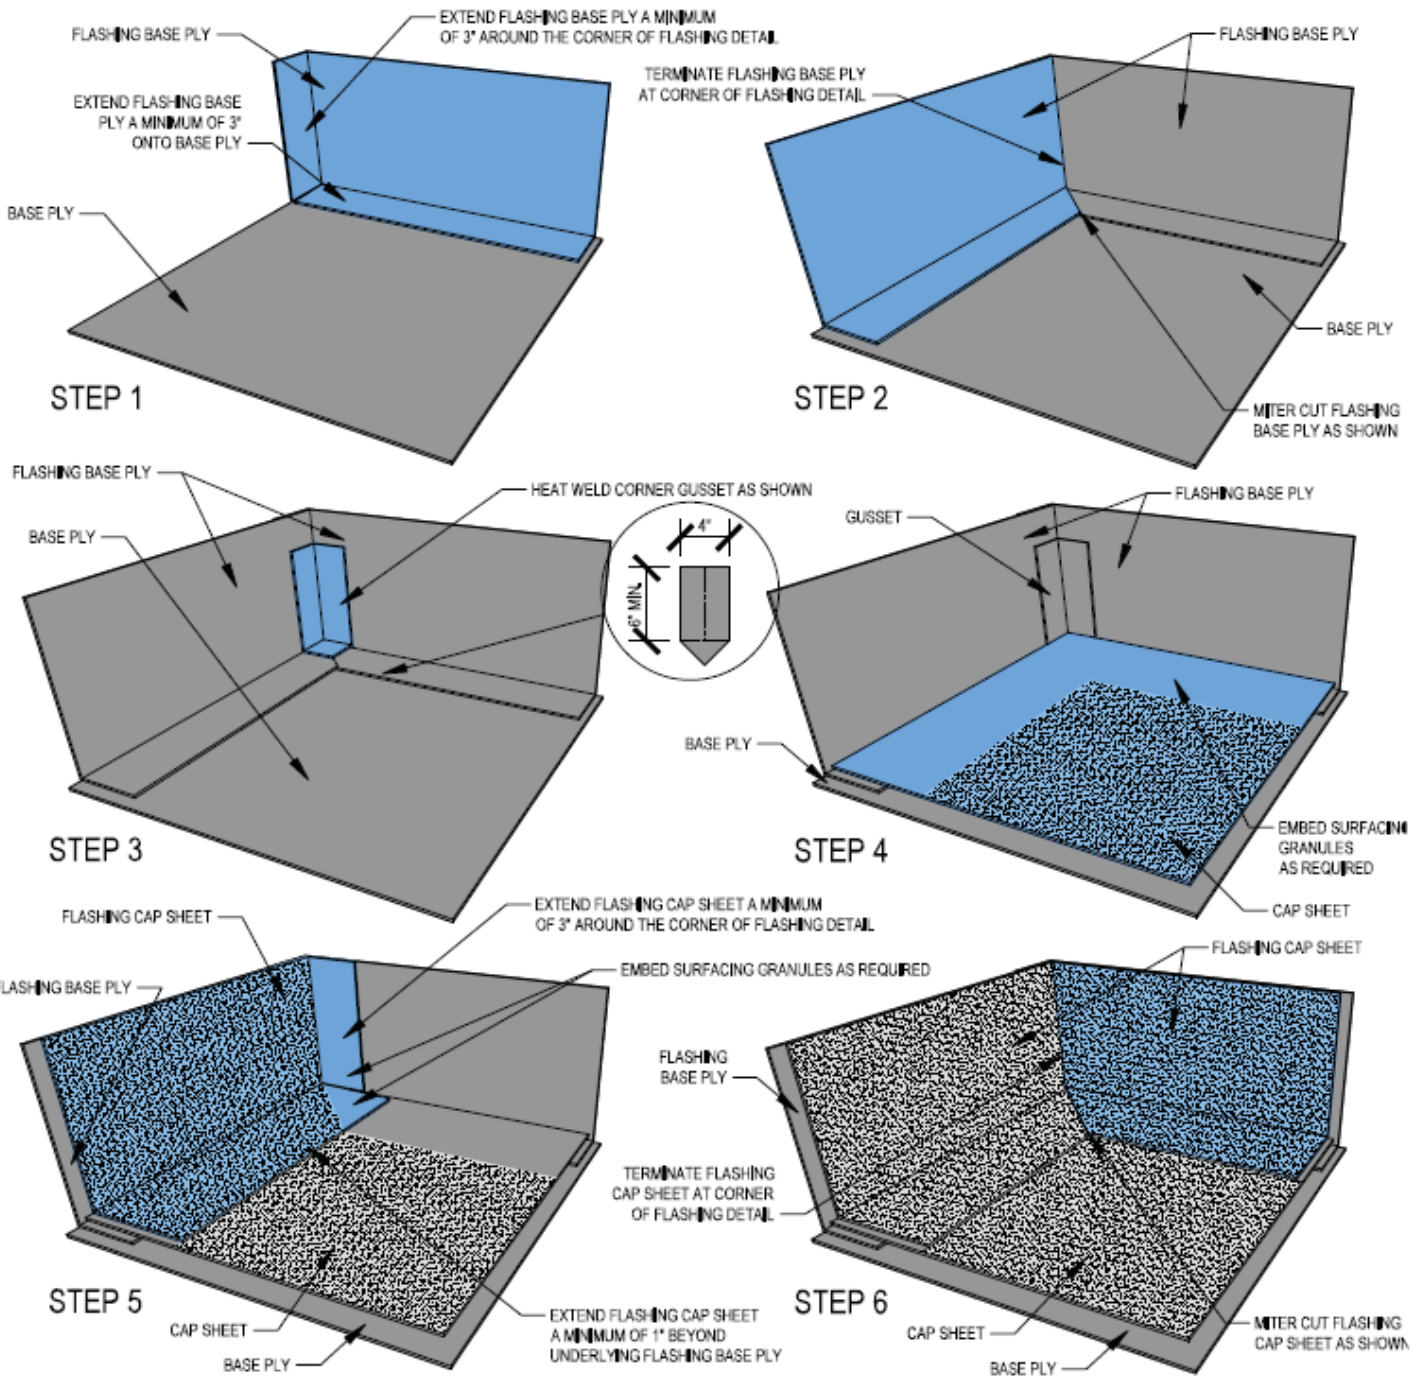 FLASHING BASE PLY
EXTEND FLASHING BASE PLY A MINIMUM
OF 3" AROUND THE CORNER OF FLASHING DETAIL
EXTEND FLASHING BASE
PLY A MINIMUM OF 3"
ONTO BASE PLY
BASE PLY
STEP 1
FLASHING BASE PLY
TERMINATE FLASHING BASE PLY
AT CORNER OF FLASHING DETAIL
BASE PLY
MITER CUT FLASHING
BASE PLY AS SHOWN
STEP 2
FLASHING BASE PLY
BASE PLY
HEAT WELD CORNER GUSSET AS SHOWN
4"
6" MIN.
STEP 3
FLASHING BASE PLY
GUSSET
BASE PLY
EMBED SURFACING
GRANULES
AS REQUIRED
CAP SHEET
STEP 4
FLASHING CAP SHEET
EXTEND FLASHING CAP SHEET A MINIMUM
OF 3" AROUND THE CORNER OF FLASHING DETAIL
EMBED SURFACING GRANULES AS REQUIRED
FLASHING BASE PLY
STEP 5
CAP SHEET
BASE PLY
EXTEND FLASHING CAP SHEET
A MINIMUM OF 1" BEYOND
UNDERLYING FLASHING BASE PLY
FLASHING CAP SHEET
FLASHING
BASE PLY
TERMINATE FLASHING
CAP SHEET AT CORNER
OF FLASHING DETAIL
STEP 6
CAP SHEET
BASE PLY
MITER CUT FLASHING
CAP SHEET AS SHOWN